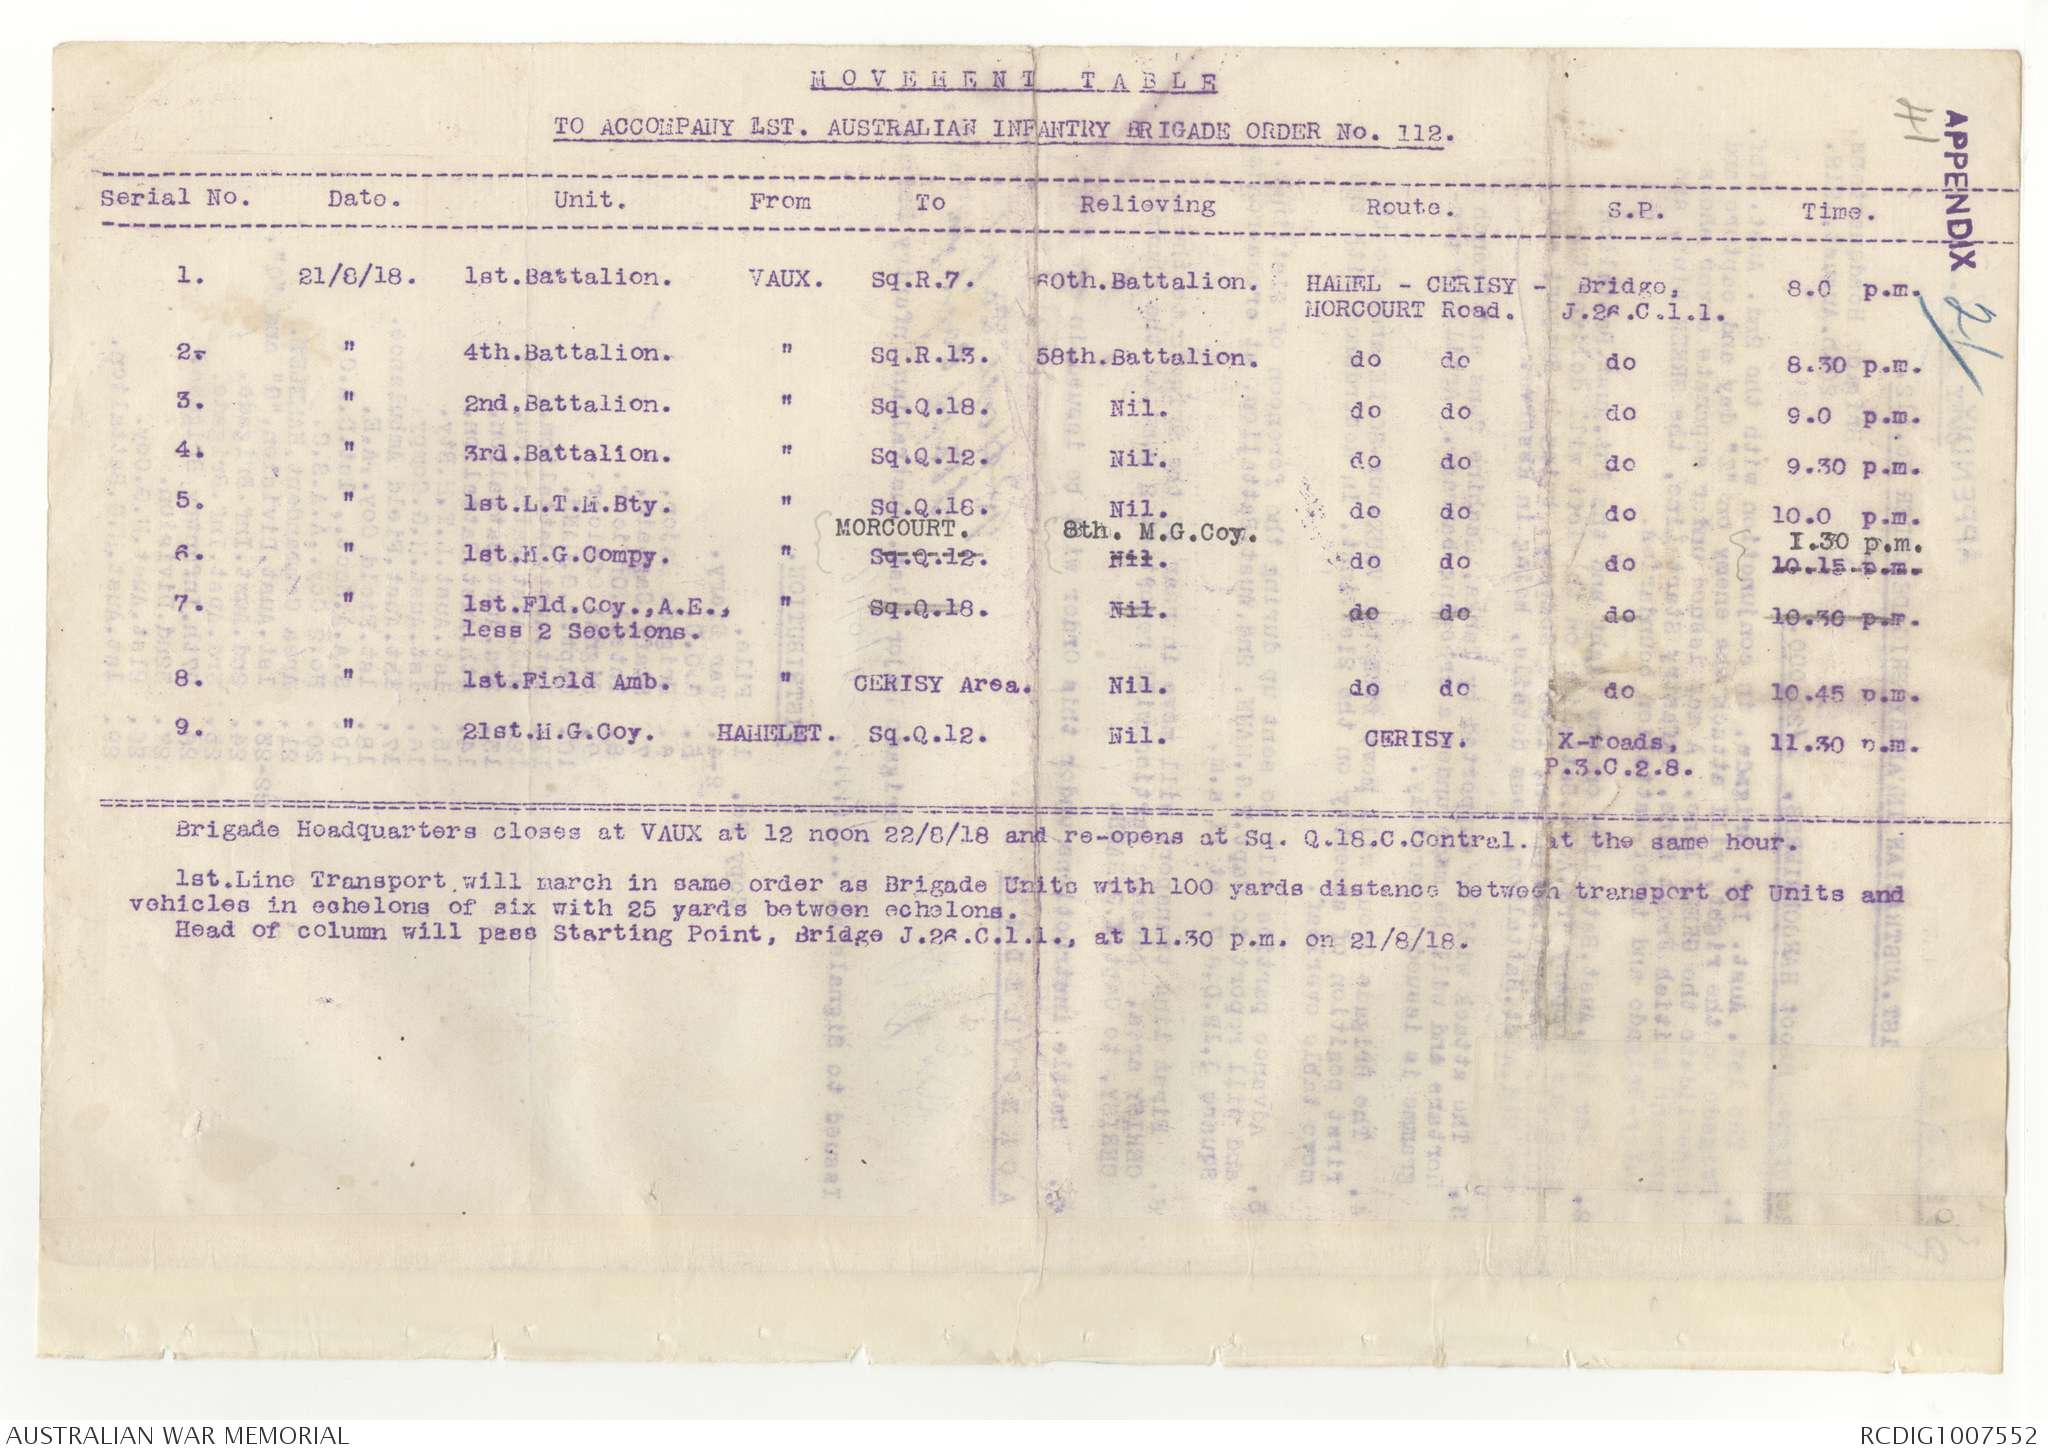 MOVEMENT TABLE
TO ACCOMPANY 1ST. AUSTRALIAN INFANTRY BRIGADE ORDER No. 112.
41
APPENDIX
21
Serial No. Date. Unit. From To Relieving Route. S.P. Time.
1. 21/8/18. 1st.Battalion. VAUX. Sq.R.7. 60th.Battalion. HAMEL - CERISY - Bridge, 8.0 p.m.
MORCOURT Road. J.26.C.1.1.
2. " 4th.Battalion. " Sq.R.13. 58th.Battalion. do do do 8.30 p.m.
3. " 2nd.Battalion. " Sq.Q.18. Nil. do do do 9.0 p.m.
4. " 3rd.Battalion. " Sq.Q.12. Nil. do do do 9.30 p.m.
5. " 1st.L.T.M.Bty. " Sq.Q.18. Nil. do do do 10.0 p.m.
MORCOURT. 8th. M.G.Coy. 1.30 p.m.
6. " 1st.M.G.Compy. " Sq.Q.12. Nil. do do do 10.15 p.m.
7. " 1st.Fld.Coy.,A.E., " Sq.Q.18. Nil. do do do 10.30 p.m.
less 2 Sections.
8. " 1st.Field Amb. " CERISY Area. Nil. do do do 10.45 p.m.
9. " 21st.M.G.Coy. HAMELET. Sq.Q.12. Nil. CERISY. X-roads, 11.30 p.m.
P.3.C.2.8.
Brigade Headquarters closes at VAUX at 12 noon 22/8/18 and re-opens at Sq. Q.18.C.Central. at the same hour.
1st.Line Transport will march in same order as Brigade Units with 100 yards distance between transport of Units and
vehicles in echelons of six with 25 yards between echelons.
Head of column will pass Starting Point, Bridge J.26.C.1.1., at 11.30 p.m. on 21/8/18.
AUSTRALIAN WAR MEMORIAL
RCDIG1007552